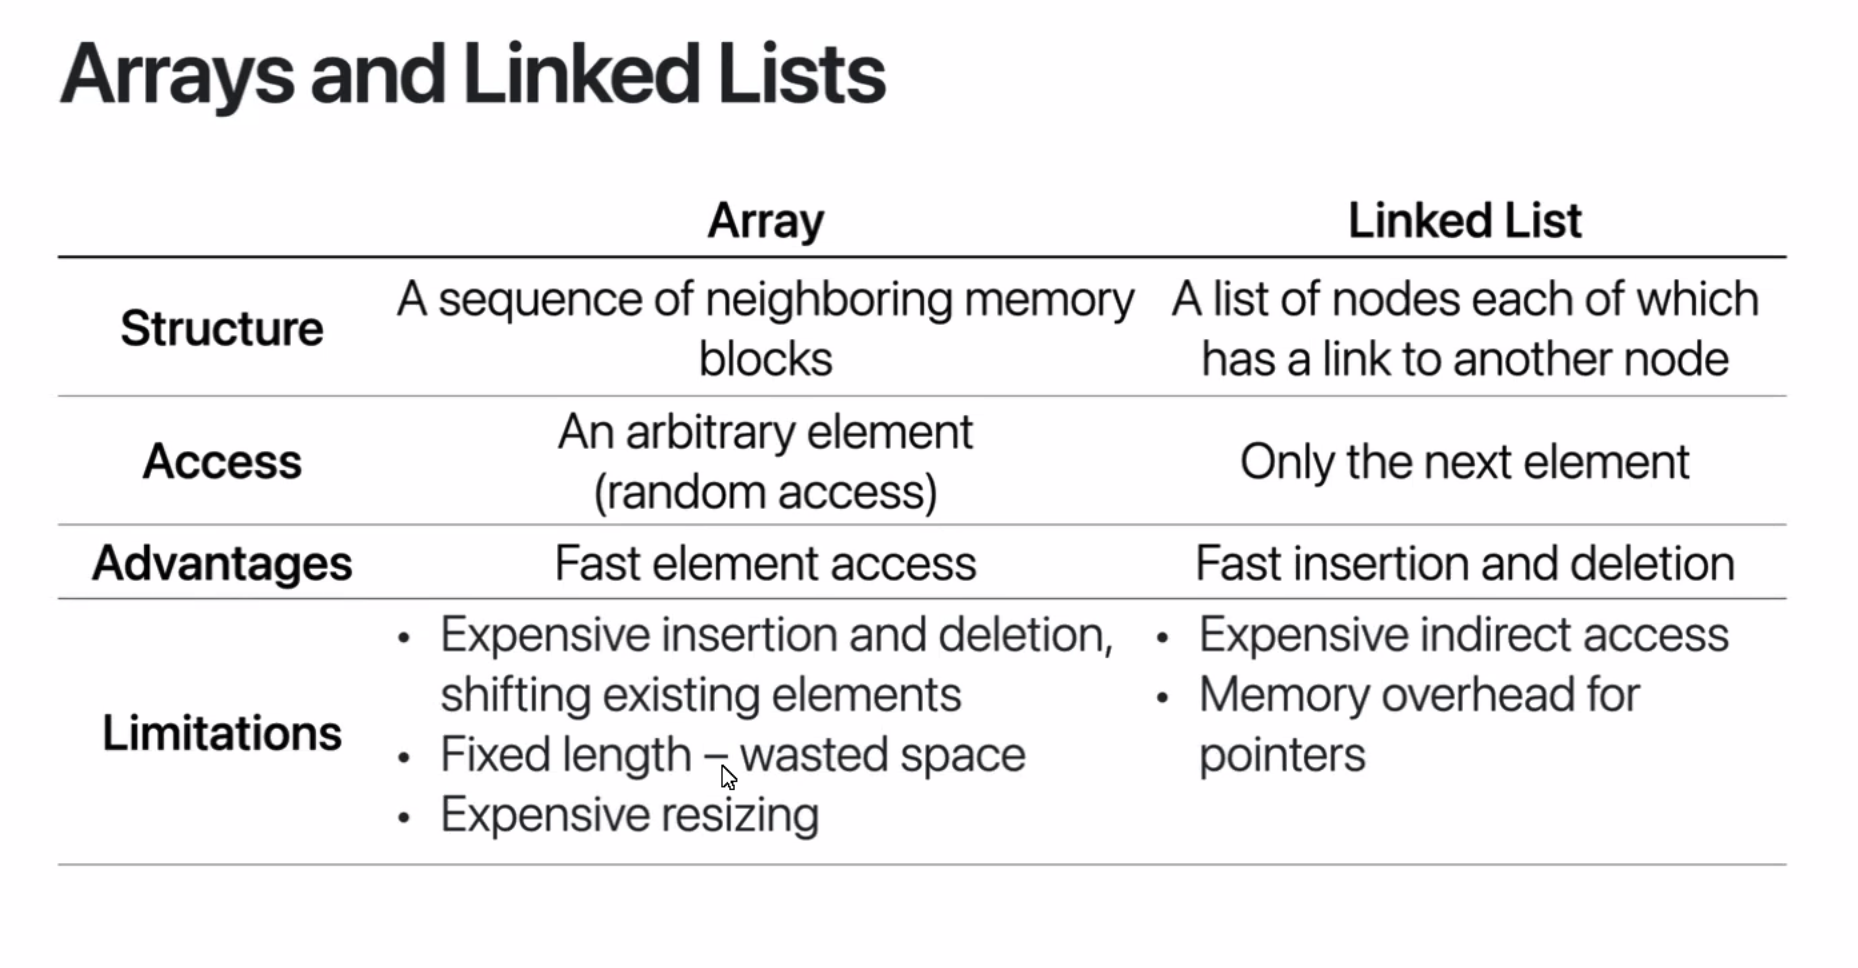 Arrays and Linked Lists
Array
Linked List
Structure
A sequence of neighboring memory
blocks
A list of nodes each of which
has a link to another node
Access
An arbitrary element
(random access)
Only the next element
Advantages
Fast element access
Fast insertion and deletion
Limitations
• Expensive insertion and deletion,
shifting existing elements
• Fixed length – wasted space
• Expensive resizing
• Expensive indirect access
• Memory overhead for
pointers